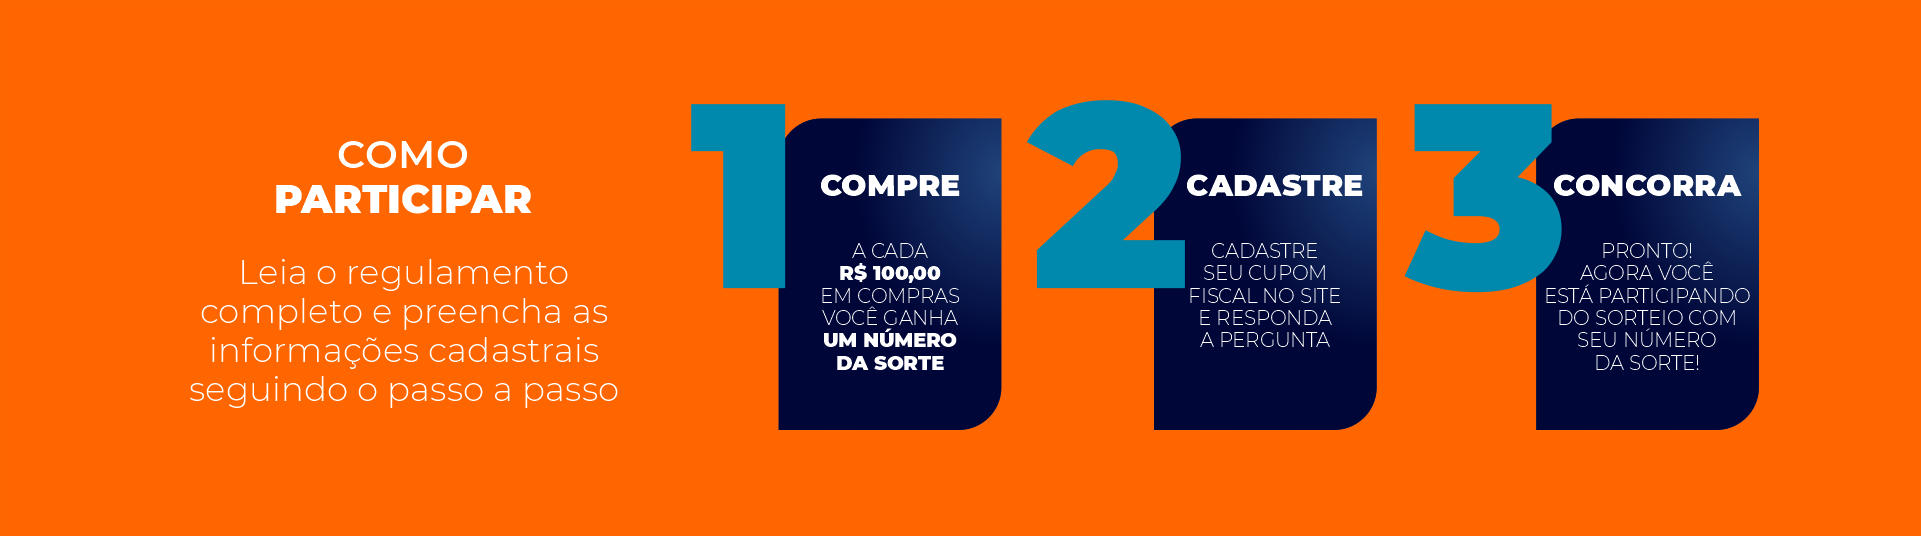 COMO
PARTICIPAR
Leia o regulamento
completo e preencha as
informações cadastrais
seguindo o passo a passo
1
COMPRE
A CADA
R$ 100,00
EM COMPRAS
VOCÊ GANHA
UM NÚMERO
DA SORTE
2
CADASTRE
CADASTRE
SEU CUPOM
FISCAL NO SITE
E RESPONDA
A PERGUNTA
3
CONCORRA
PRONTO!
AGORA VOCÊ
ESTÁ PARTICIPANDO
DO SORTEIO COM
SEU NÚMERO
DA SORTE!